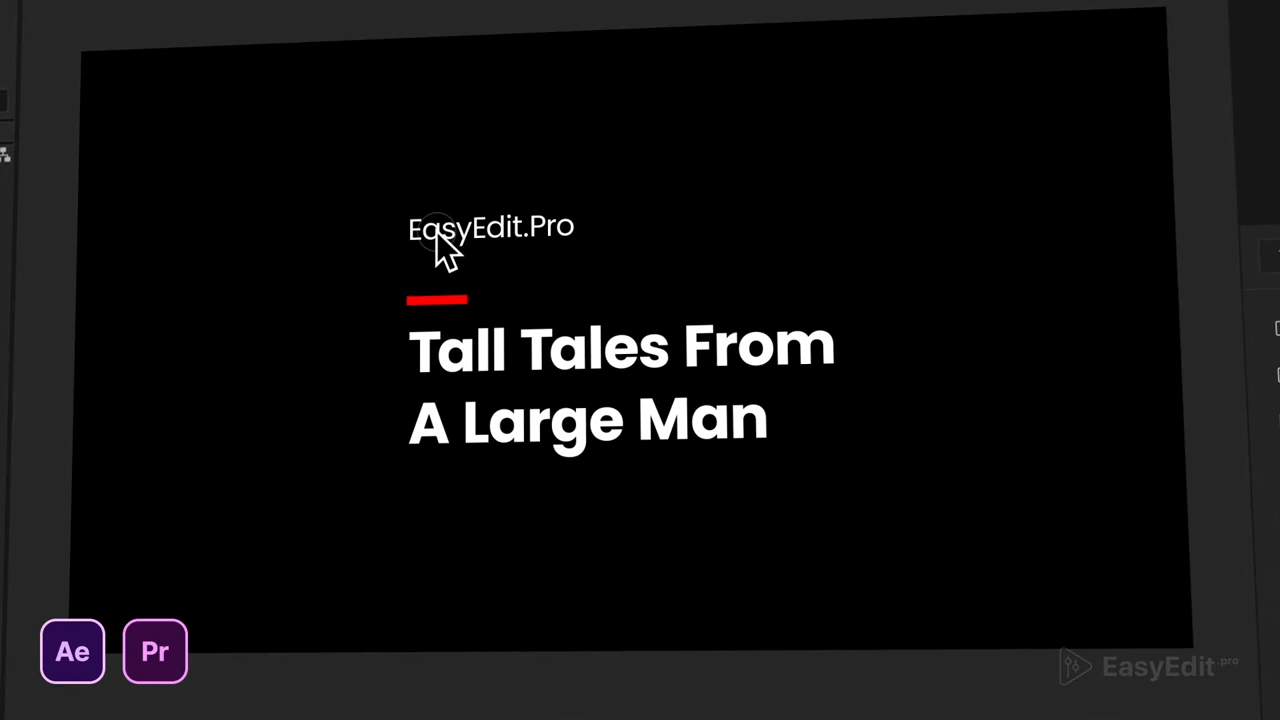 EasyEdit.Pro
Tall Tales From
A Large Man
Ae Pr
EasyEdit.pro